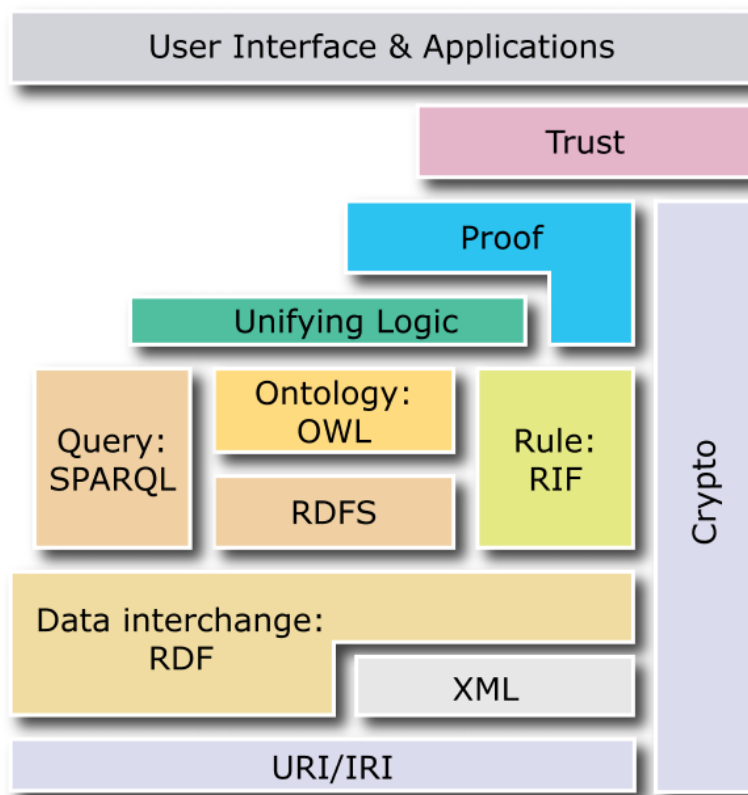 User Interface & Applications
Trust
Proof
Unifying Logic
Ontology:
OWL
Query:
SPARQL
Rule:
RIF
RDFS
Crypto
Data interchange:
RDF
XML
URI/IRI